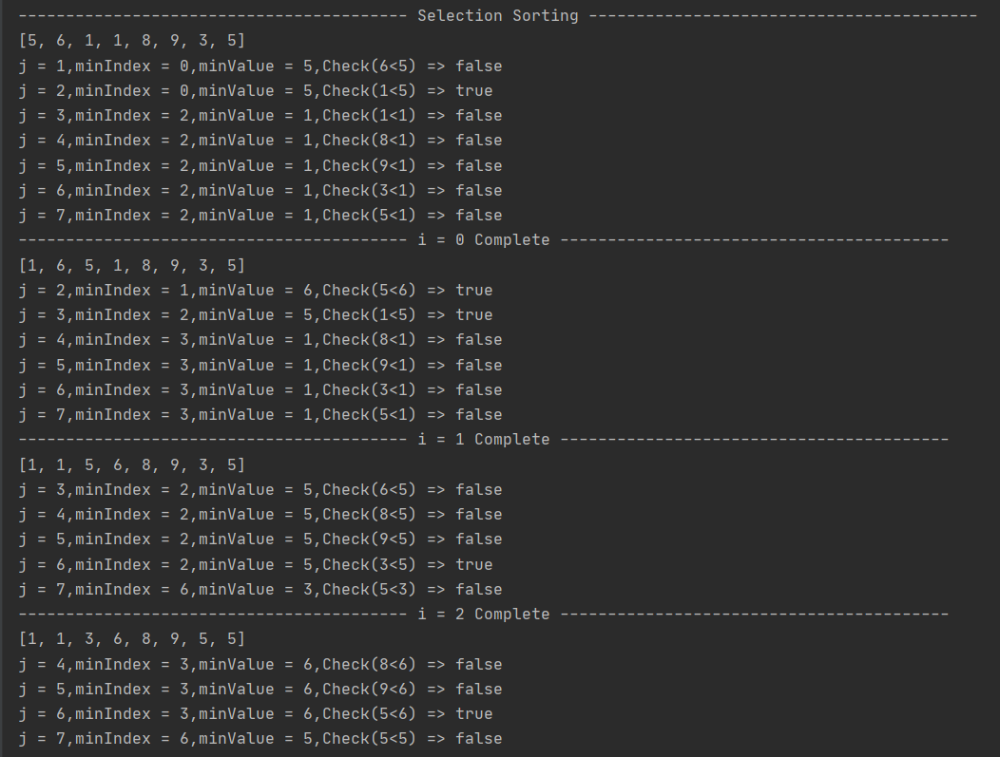 ----------------------------------------- Selection Sorting -----------------------------------------
[5, 6, 1, 1, 8, 9, 3, 5]
j = 1,minIndex = 0,minValue = 5,Check(6<5) => false
j = 2,minIndex = 0,minValue = 5,Check(1<5) => true
j = 3,minIndex = 2,minValue = 1,Check(1<1) => false
j = 4,minIndex = 2,minValue = 1,Check(8<1) => false
j = 5,minIndex = 2,minValue = 1,Check(9<1) => false
j = 6,minIndex = 2,minValue = 1,Check(3<1) => false
j = 7,minIndex = 2,minValue = 1,Check(5<1) => false
----------------------------------------- i = 0 Complete -----------------------------------------
[1, 6, 5, 1, 8, 9, 3, 5]
j = 2,minIndex = 1,minValue = 6,Check(5<6) => true
j = 3,minIndex = 2,minValue = 5,Check(1<5) => true
j = 4,minIndex = 3,minValue = 1,Check(8<1) => false
j = 5,minIndex = 3,minValue = 1,Check(9<1) => false
j = 6,minIndex = 3,minValue = 1,Check(3<1) => false
j = 7,minIndex = 3,minValue = 1,Check(5<1) => false
----------------------------------------- i = 1 Complete -----------------------------------------
[1, 1, 5, 6, 8, 9, 3, 5]
j = 3,minIndex = 2,minValue = 5,Check(6<5) => false
j = 4,minIndex = 2,minValue = 5,Check(8<5) => false
j = 5,minIndex = 2,minValue = 5,Check(9<5) => false
j = 6,minIndex = 2,minValue = 5,Check(3<5) => true
j = 7,minIndex = 6,minValue = 3,Check(5<3) => false
----------------------------------------- i = 2 Complete -----------------------------------------
[1, 1, 3, 6, 8, 9, 5, 5]
j = 4,minIndex = 3,minValue = 6,Check(8<6) => false
j = 5,minIndex = 3,minValue = 6,Check(9<6) => false
j = 6,minIndex = 3,minValue = 6,Check(5<6) => true
j = 7,minIndex = 6,minValue = 5,Check(5<5) => false